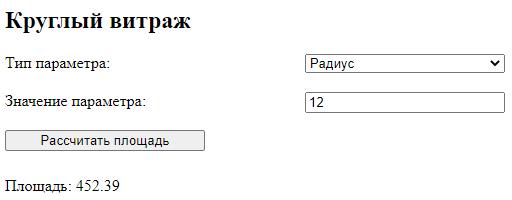 Круглый витраж
Тип параметра: Радиус
Значение параметра: 12
Рассчитать площадь
Площадь: 452.39